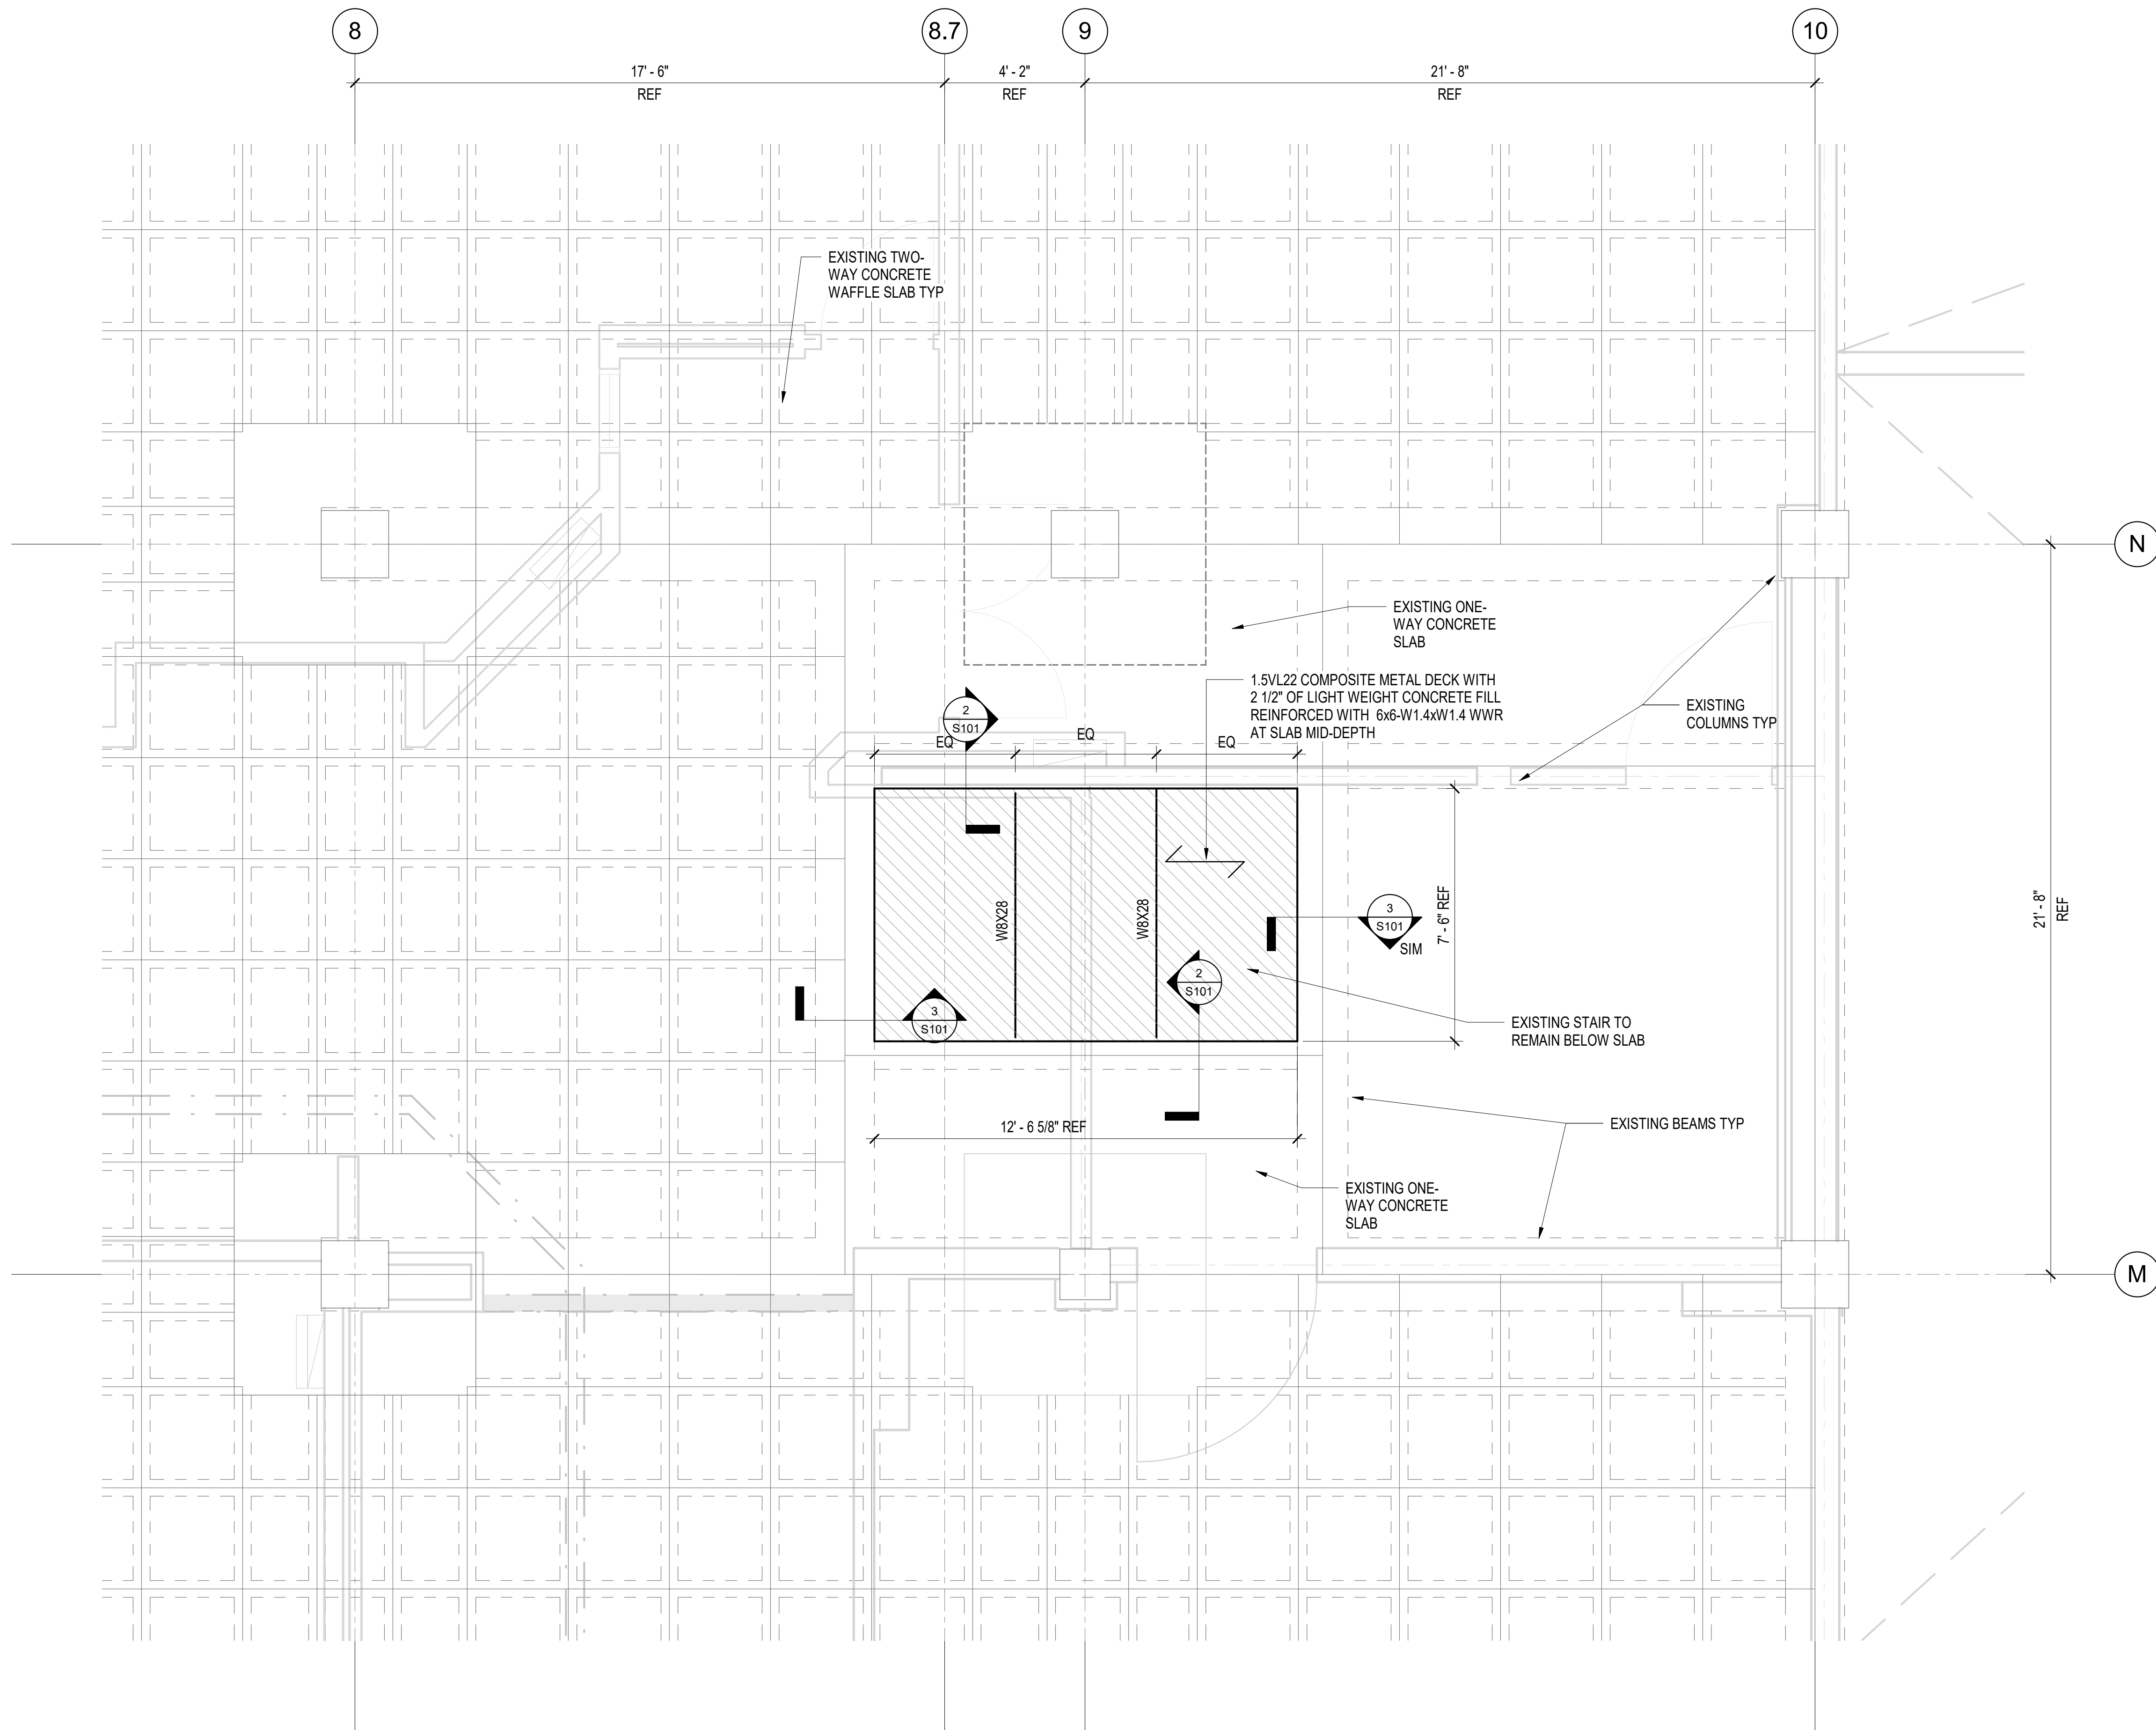 8
8.7
9
10
17' - 6"
REF
4' - 2"
REF
21' - 8"
REF
EXISTING TWO-
WAY CONCRETE
WAFFLE SLAB TYP
N
EXISTING ONE-
WAY CONCRETE
SLAB
1.5VL22 COMPOSITE METAL DECK WITH
2 1/2" OF LIGHT WEIGHT CONCRETE FILL
REINFORCED WITH 6x6-W1.4xW1.4 WWR
AT SLAB MID-DEPTH
EXISTING
COLUMNS TYP
2
S101
EQ
EQ
EQ
W8X28
W8X28
3
S101
SIM
7' - 6" REF
21' - 8"
REF
2
S101
3
S101
EXISTING STAIR TO
REMAIN BELOW SLAB
12' - 6 5/8" REF
EXISTING BEAMS TYP
EXISTING ONE-
WAY CONCRETE
SLAB
M